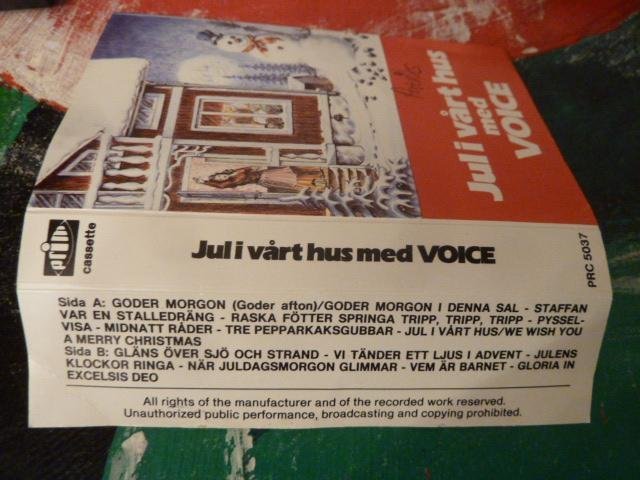 Jul i vårt hus
med
VOICE
prim
cassette
Jul i vårt hus med VOICE
PRC 5037
Sida A: GODER MORGON (Goder afton)/GODER MORGON I DENNA SAL - STAFFAN
VAR EN STALLEDRÄNG - RASKA FÖTTER SPRINGA TRIPP, TRIPP, TRIPP - PYSSEL-
VISA - MIDNATT RÅDER - TRE PEPPARKAKSGUBBAR - JUL I VÅRT HUS/WE WISH YOU
A MERRY CHRISTMAS
Sida B: GLÄNS ÖVER SJÖ OCH STRAND - VI TÄNDER ETT LJUS I ADVENT - JULENS
KLOCKOR RINGA - NÄR JULDAGSMORGON GLIMMAR - VEM ÄR BARNET - GLORIA IN
EXCELSIS DEO
All rights of the manufacturer and of the recorded work reserved.
Unauthorized public performance, broadcasting and copying prohibited.